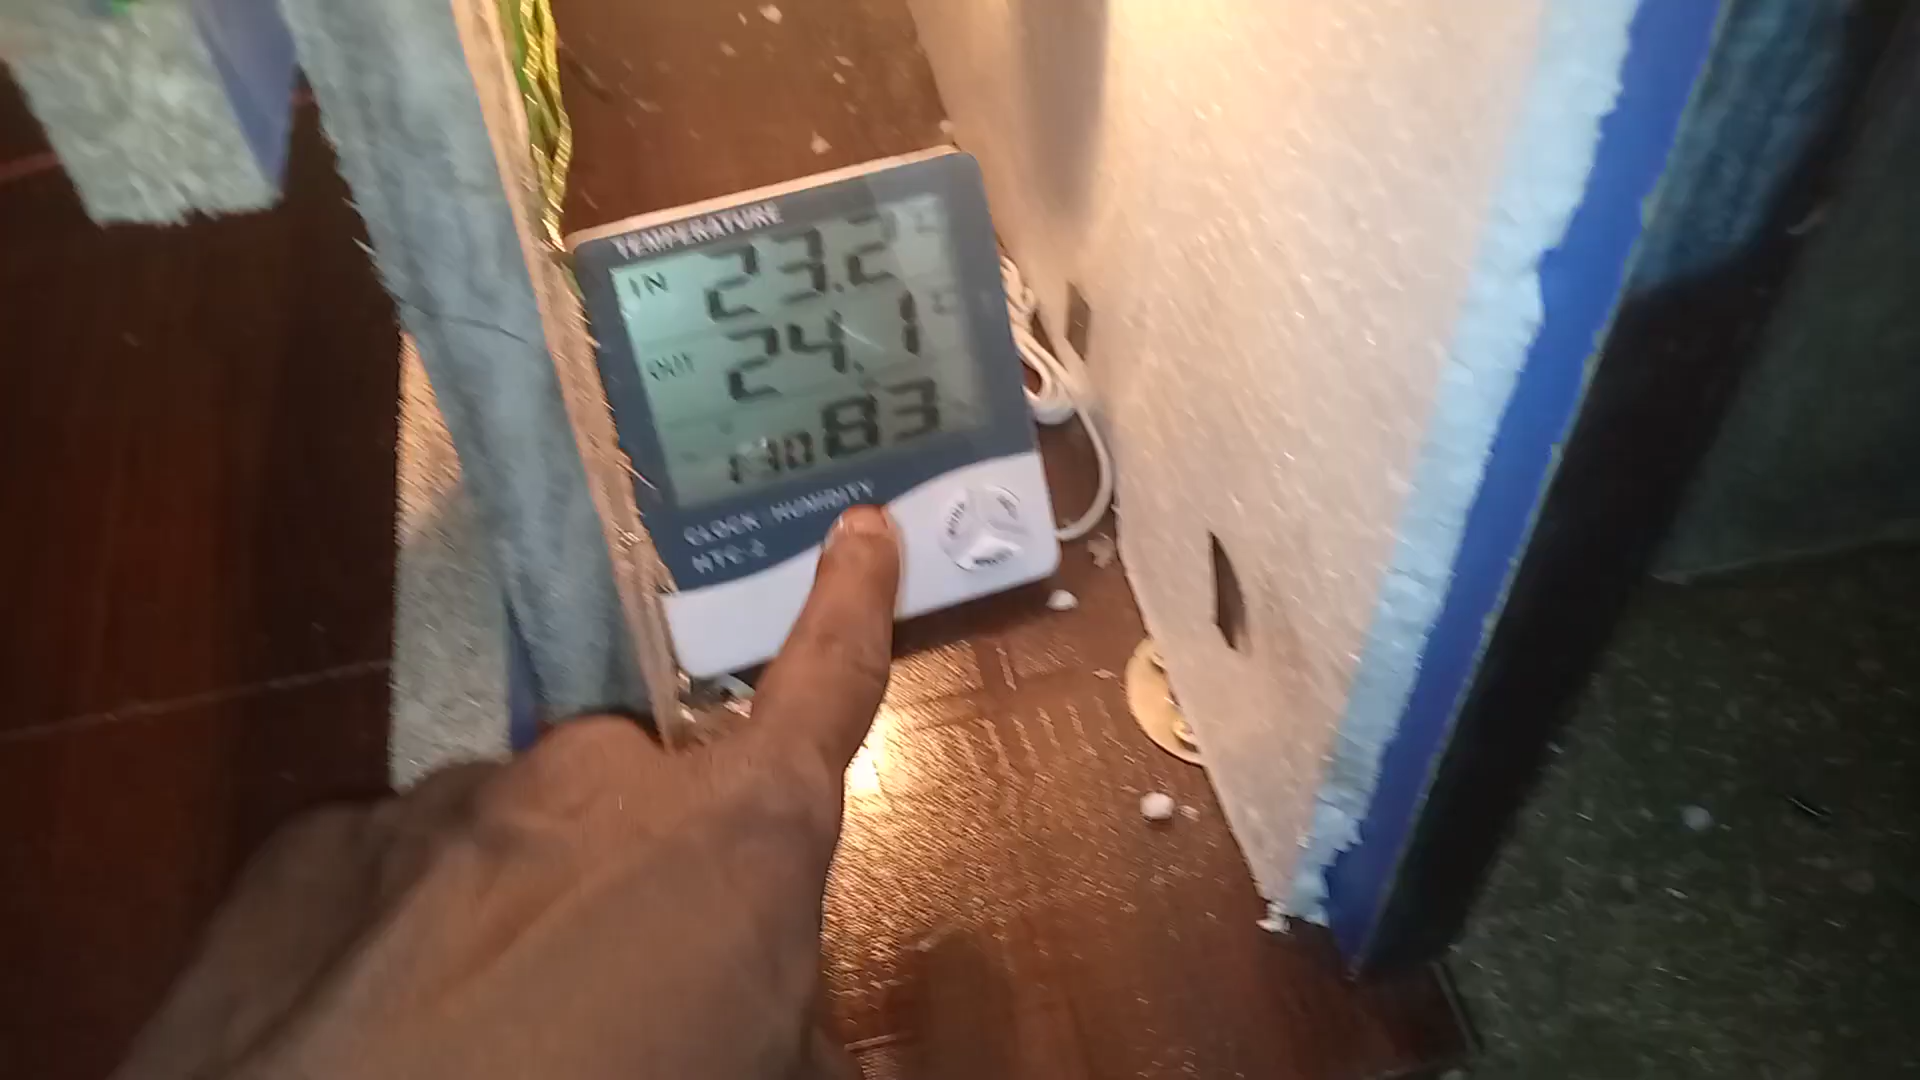 TEMPERATURE
IN 23.2 °C
OUT 24.1 °C
83
CLOCK HUMIDITY
HTC-2